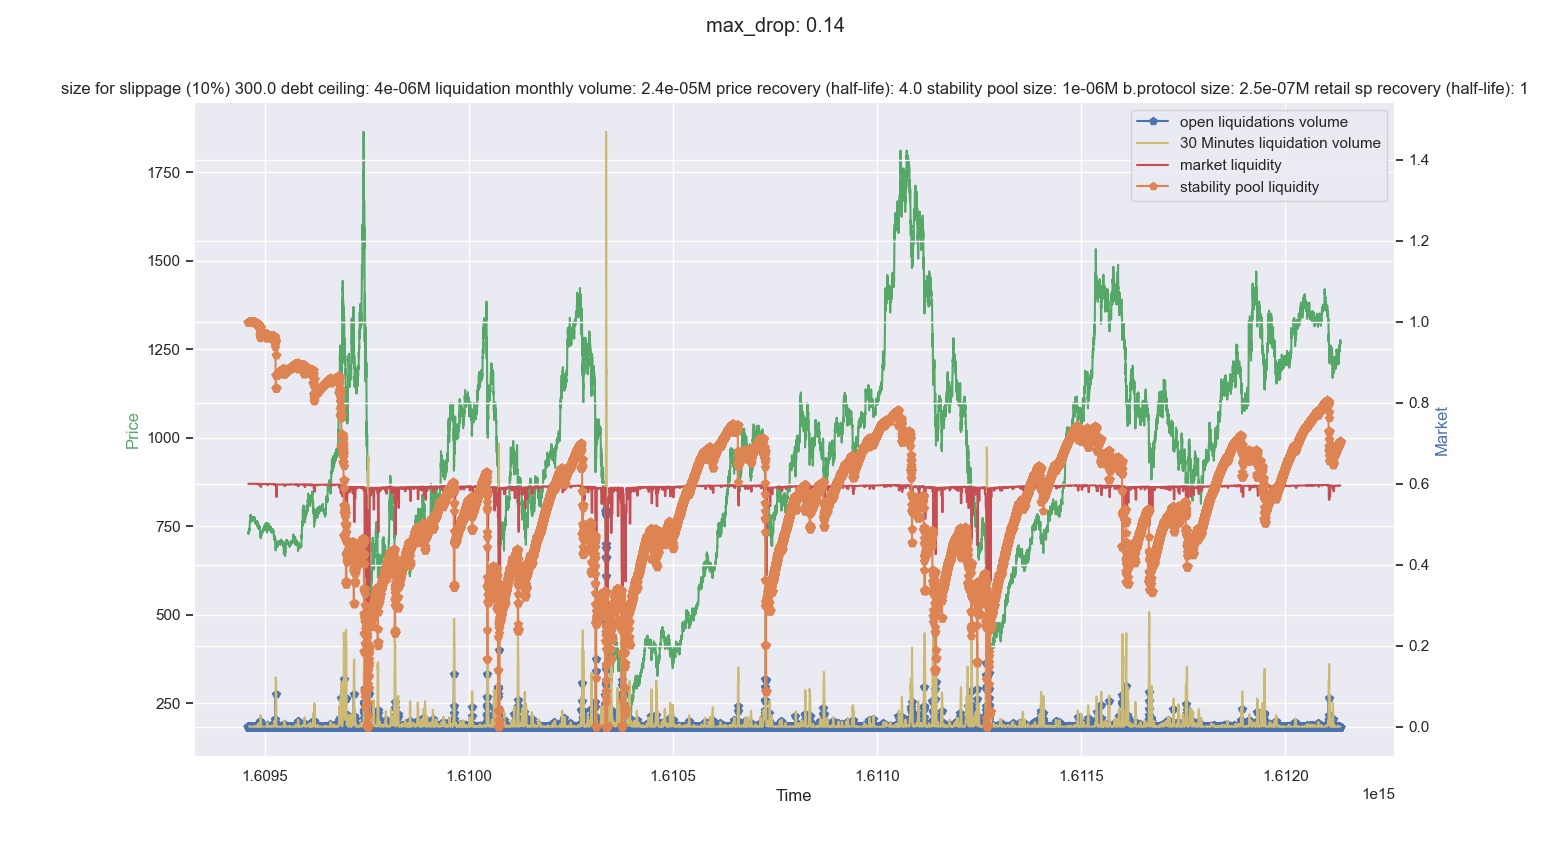 max_drop: 0.14
size for slippage (10%) 300.0 debt ceiling: 4e-06M liquidation monthly volume: 2.4e-05M price recovery (half-life): 4.0 stability pool size: 1e-06M b.protocol size: 2.5e-07M retail sp recovery (half-life): 1
open liquidations volume
30 Minutes liquidation volume
market liquidity
stability pool liquidity
1750
1500
1250
1000
750
500
250
Price
1.4
1.2
1.0
0.8
0.6
0.4
0.2
0.0
Market
1.6095 1.6100 1.6105 1.6110 1.6115 1.6120
Time
1e15